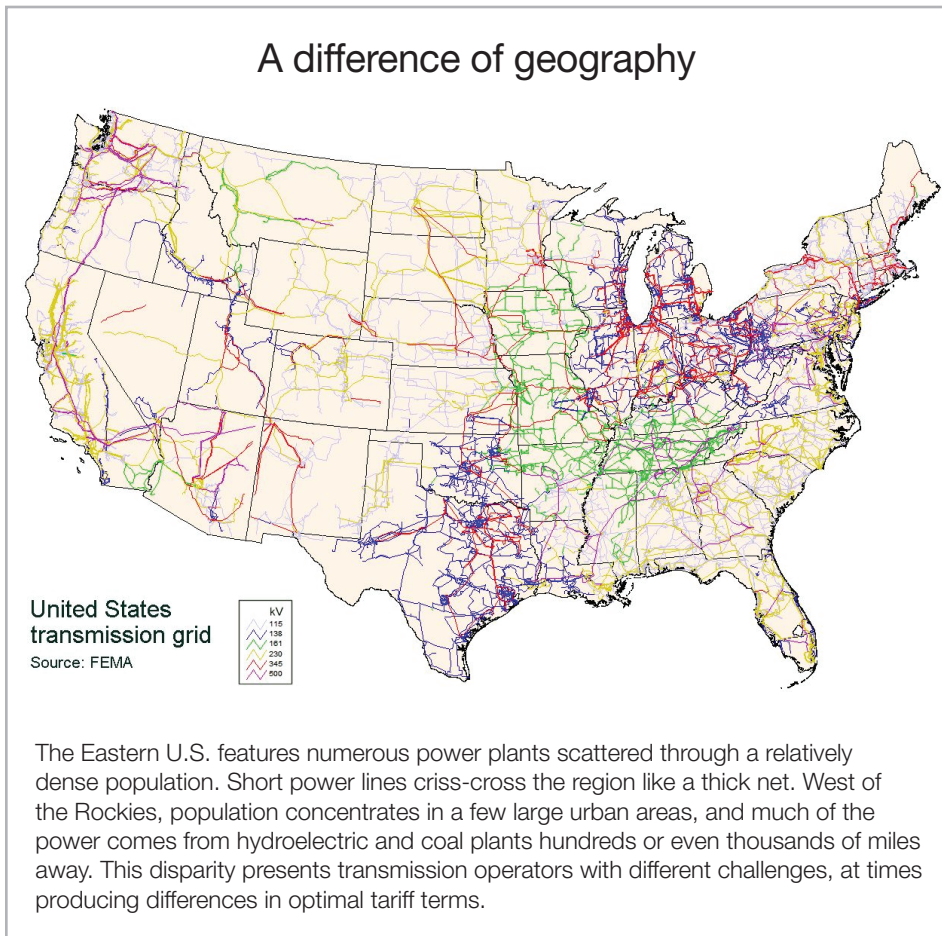 A difference of geography
United States
transmission grid
Source: FEMA
kV
115
138
161
230
345
500
The Eastern U.S. features numerous power plants scattered through a relatively
dense population. Short power lines criss-cross the region like a thick net. West of
the Rockies, population concentrates in a few large urban areas, and much of the
power comes from hydroelectric and coal plants hundreds or even thousands of miles
away. This disparity presents transmission operators with different challenges, at times
producing differences in optimal tariff terms.